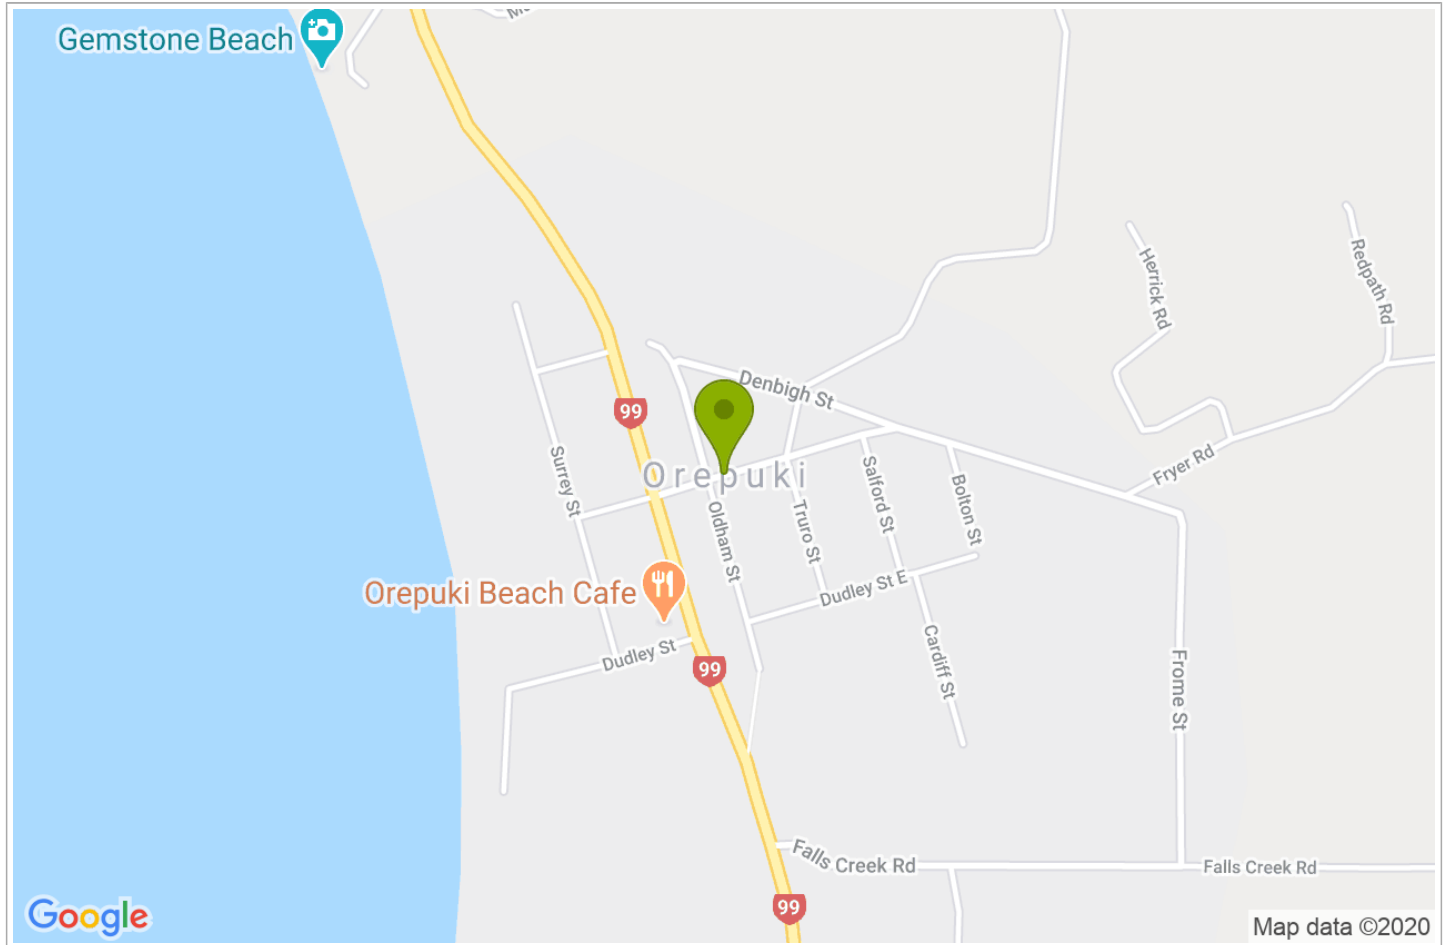 Gemstone Beach
Herrick Rd
Redpath Rd
Denbigh St
99
Orepuki
Surrey St
Oldham St
Truro St
Salford St
Bolton St
Fryer Rd
Orepuki Beach Cafe
Dudley St E
Dudley St
99
Cardiff St
Frome St
Falls Creek Rd
Falls Creek Rd
99
Google
Map data ©2020